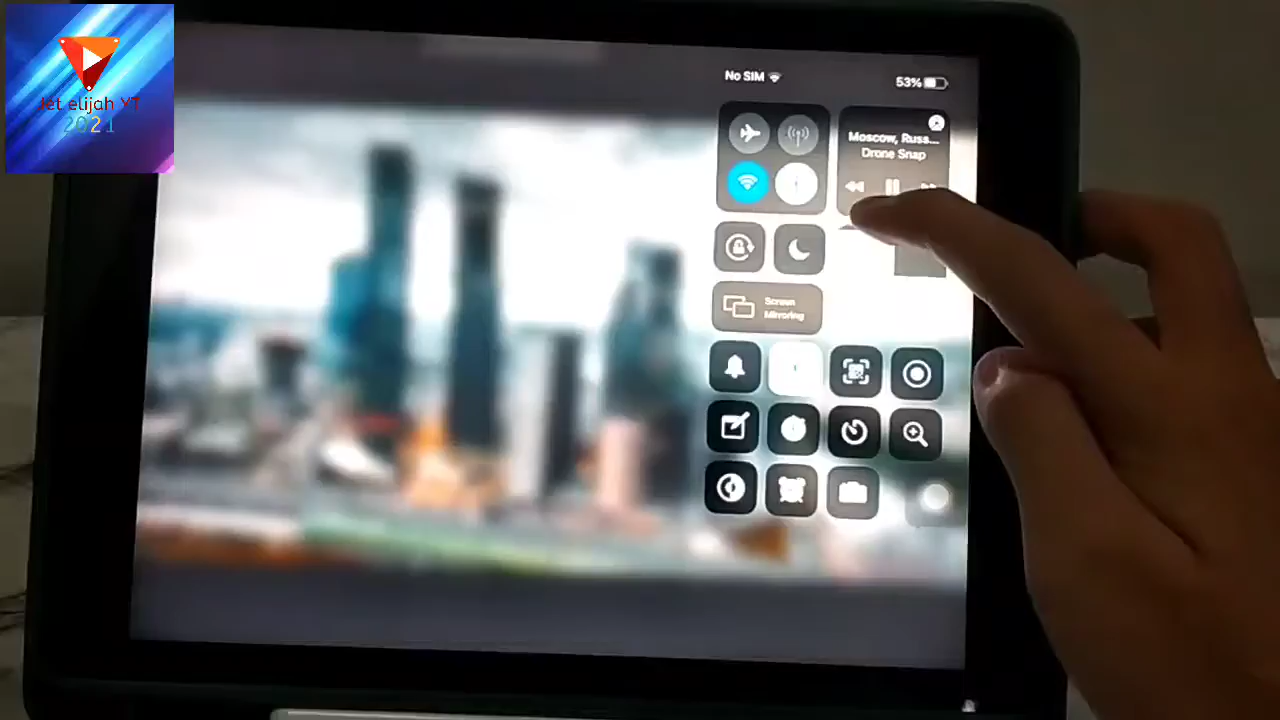 Jet elijah YT
2021
No SIM
53%
Moscow, Russ...
Drone Snap
Screen
Mirroring